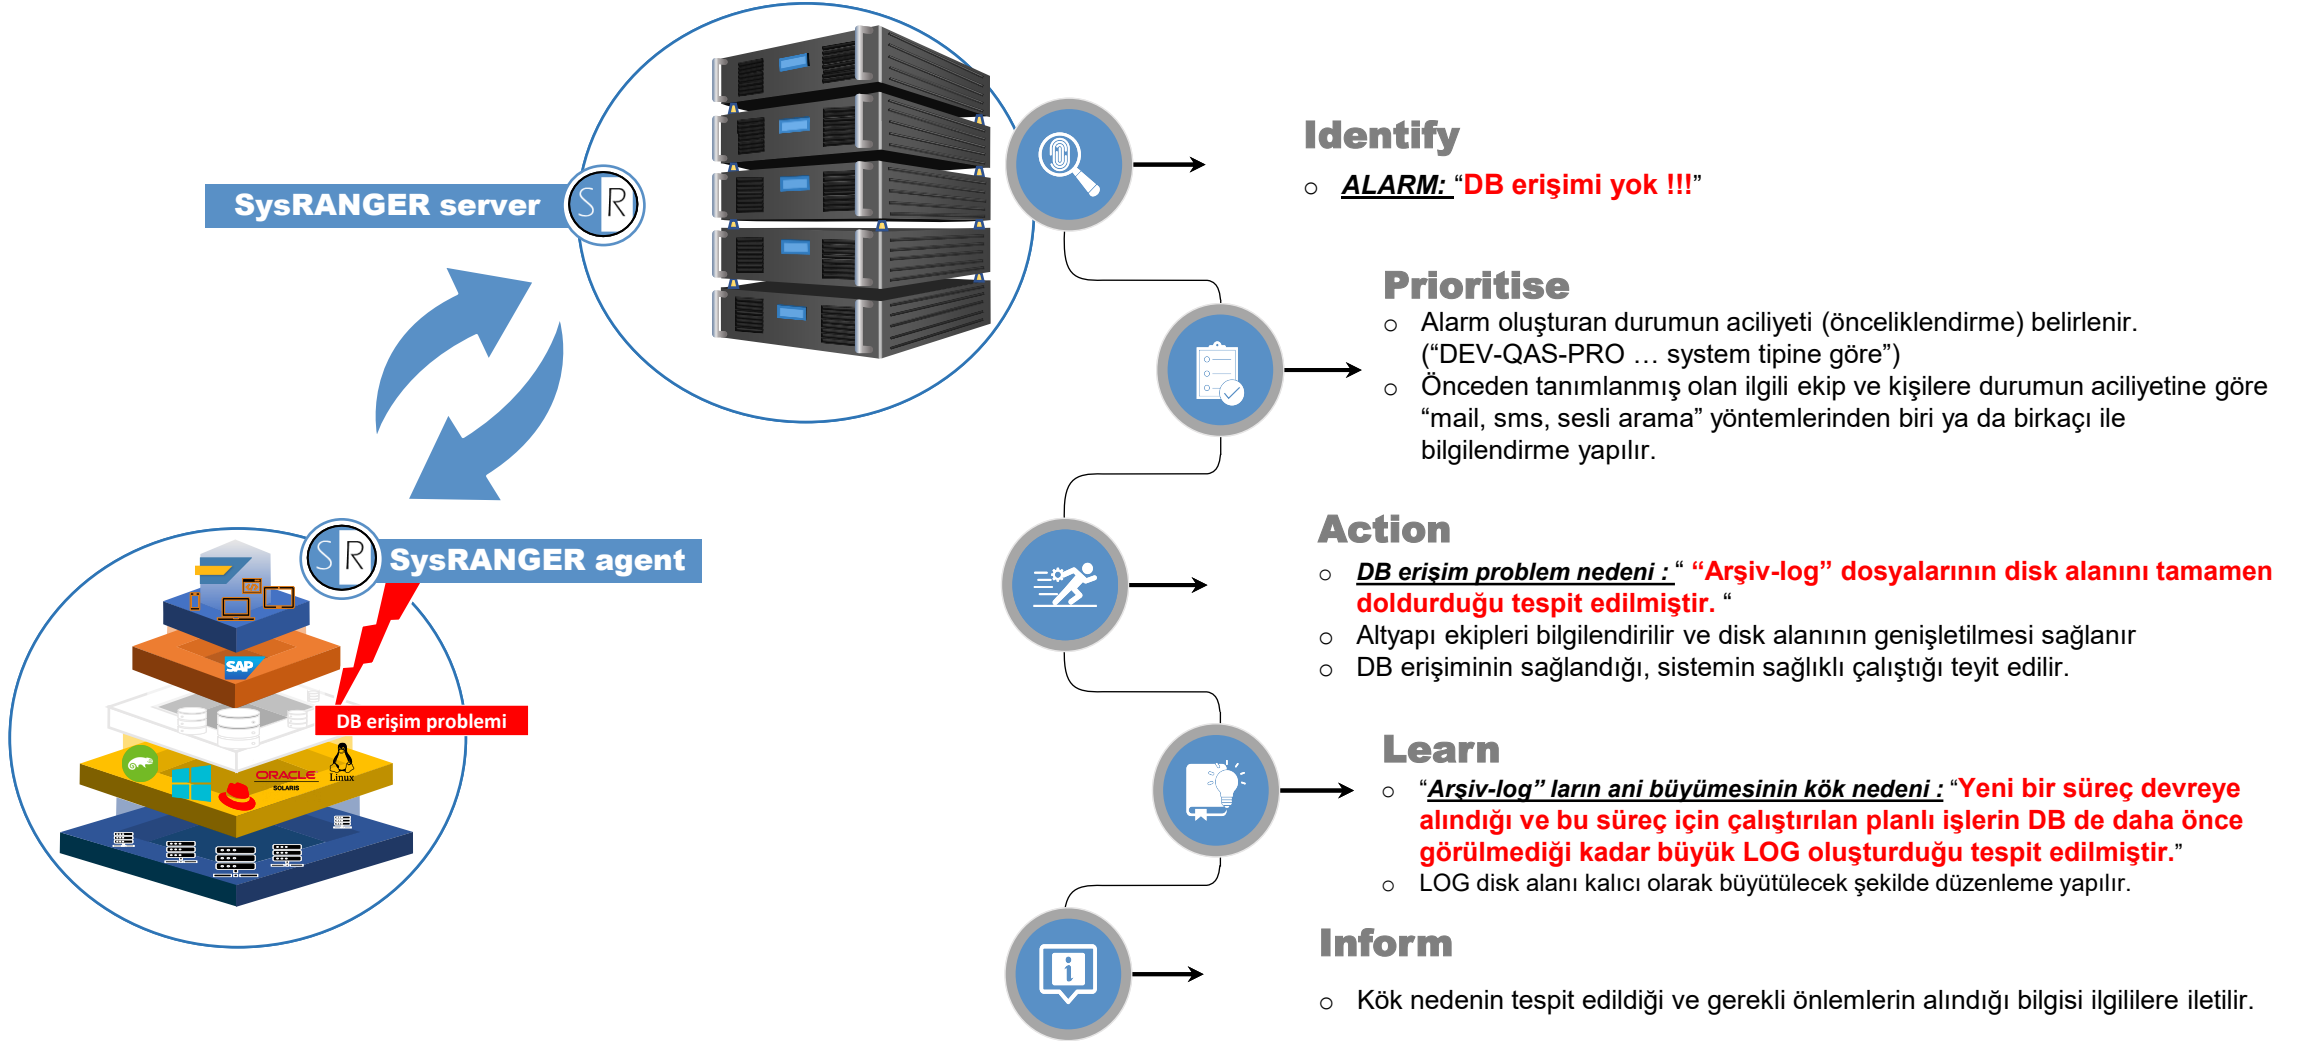 SysRANGER server
SR
Identify
o ALARM: “DB erişimi yok !!!”
Prioritise
o Alarm oluşturan durumun aciliyeti (önceliklendirme) belirlenir.
(“DEV-QAS-PRO … system tipine göre”)
o Önceden tanımlanmış olan ilgili ekip ve kişilere durumun aciliyetine göre
“mail, sms, sesli arama” yöntemlerinden biri ya da birkaçı ile
bilgilendirme yapılır.
SR
SysRANGER agent
SAP
DB erişim problemi
ORACLE
SOLARIS
Linux
Action
o DB erişim problem nedeni : “ “Arşiv-log” dosyalarının disk alanını tamamen
doldurduğu tespit edilmiştir. “
o Altyapı ekipleri bilgilendirilir ve disk alanının genişletilmesi sağlanır
o DB erişiminin sağlandığı, sistemin sağlıklı çalıştığı teyit edilir.
Learn
o “Arşiv-log” ların ani büyümesinin kök nedeni : “Yeni bir süreç devreye
alındığı ve bu süreç için çalıştırılan planlı işlerin DB de daha önce
görülmediği kadar büyük LOG oluşturduğu tespit edilmiştir.”
o LOG disk alanı kalıcı olarak büyütülecek şekilde düzenleme yapılır.
Inform
o Kök nedenin tespit edildiği ve gerekli önlemlerin alındığı bilgisi ilgililere iletilir.